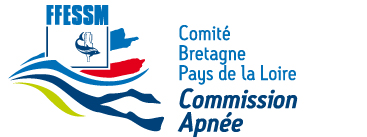 FFESSM
Comité
Bretagne
Pays de la Loire
Commission
Apnée